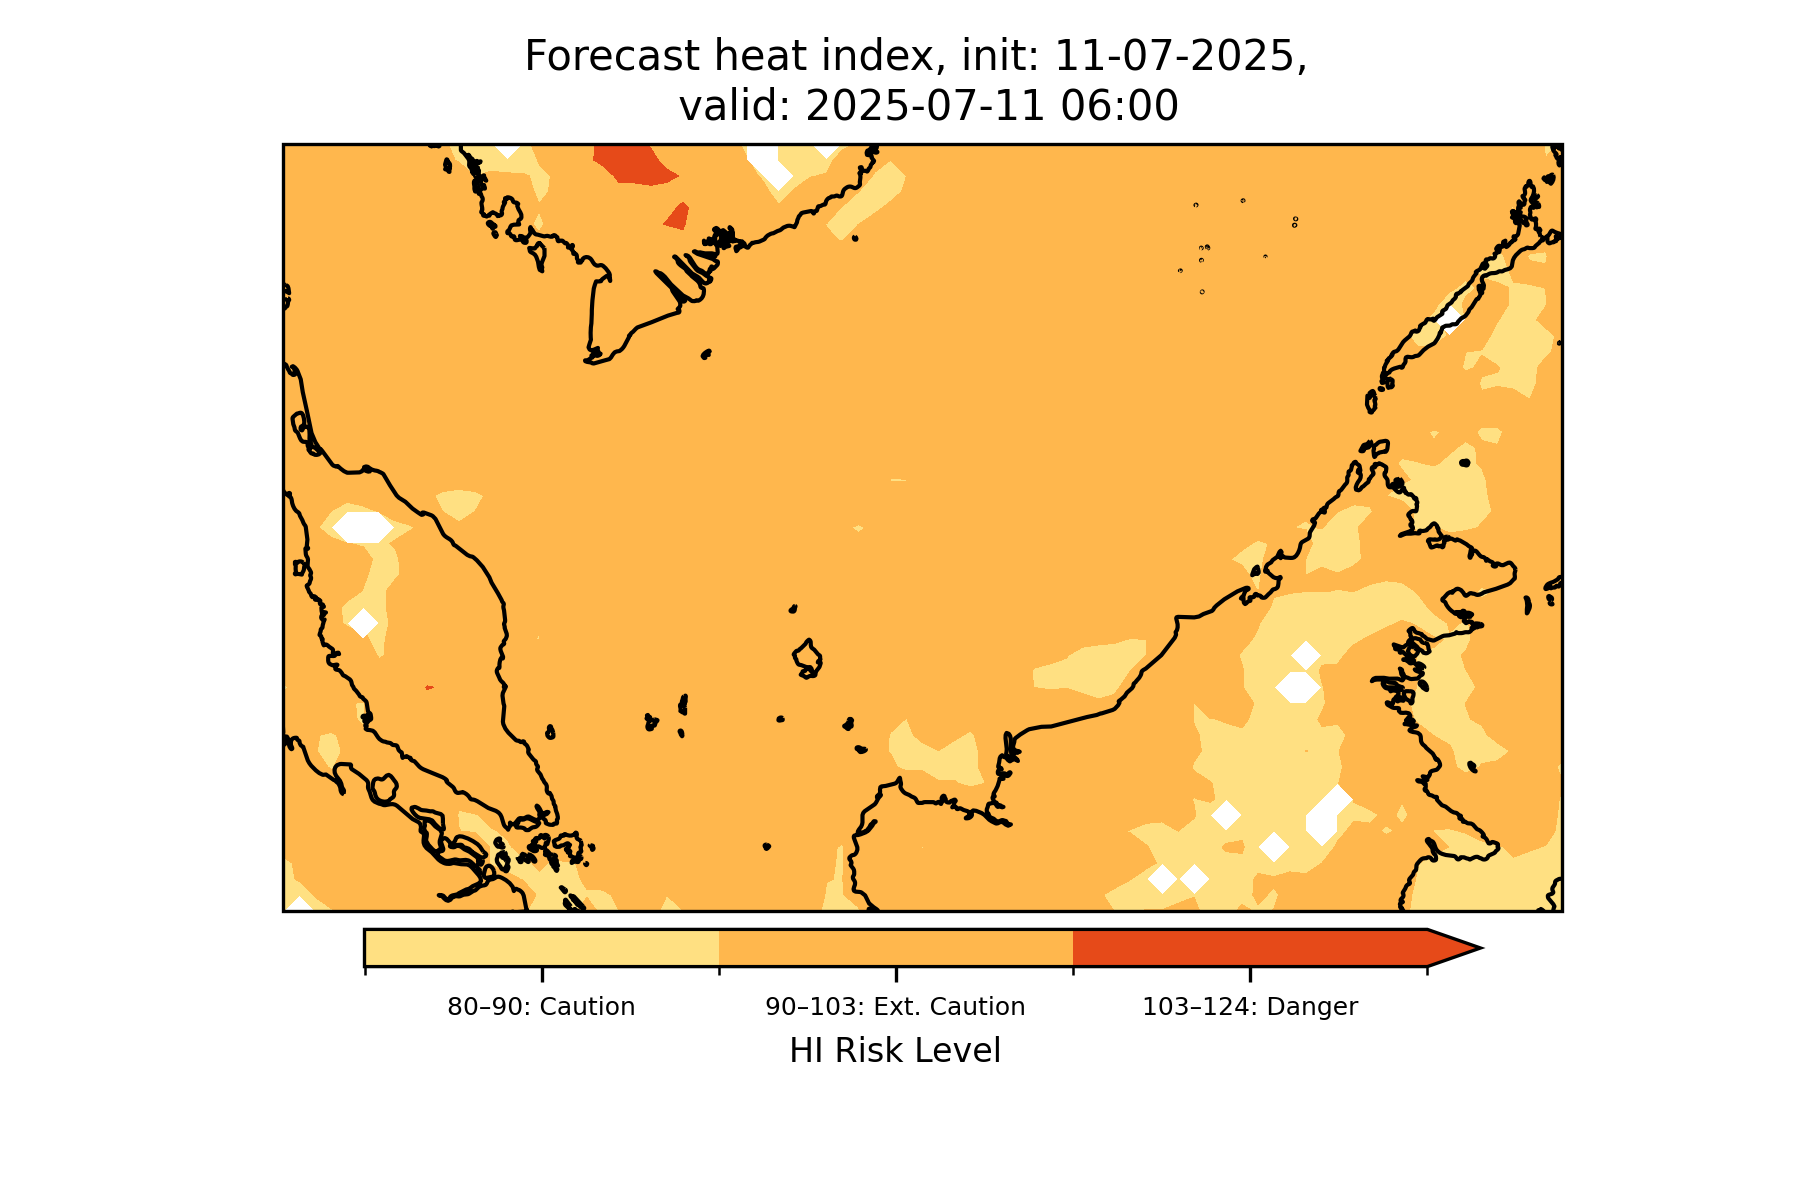 Forecast heat index, init: 11-07-2025,
valid: 2025-07-11 06:00
80–90: Caution
90–103: Ext. Caution
103–124: Danger
HI Risk Level